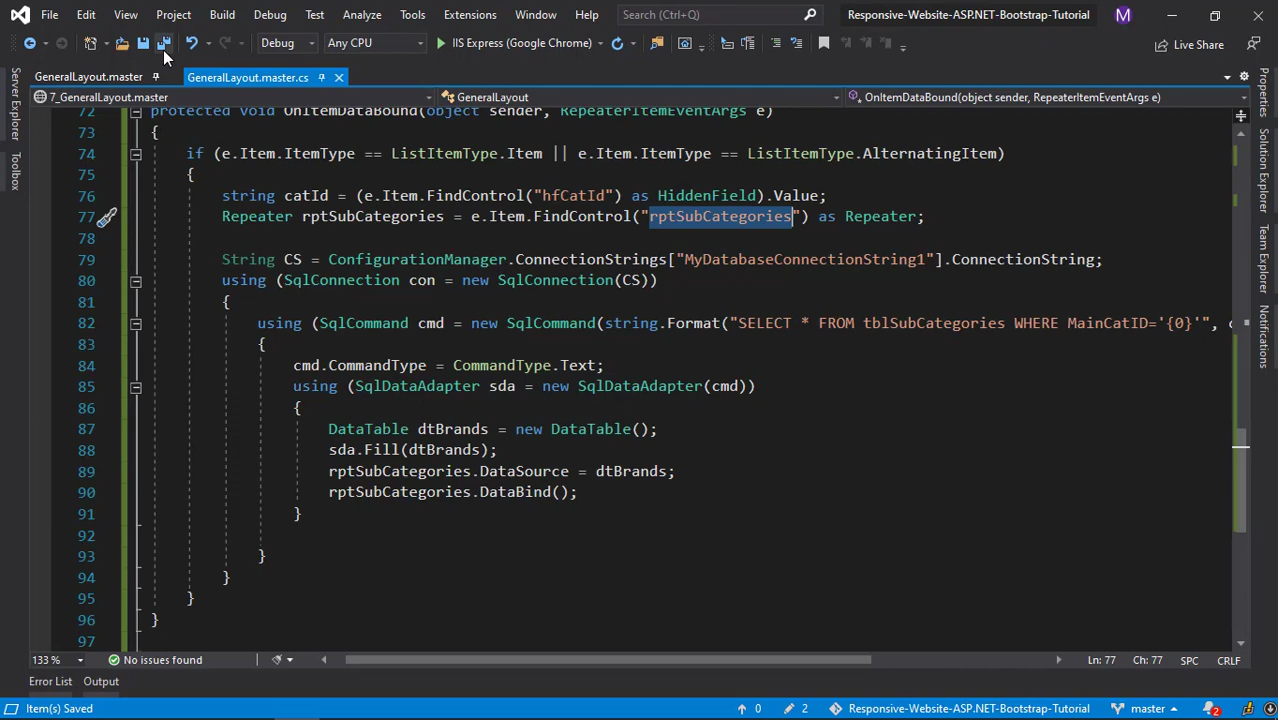 File Edit View Project Build Debug Test Analyze Tools Extensions Window Help Search (Ctrl+Q) Responsive-Website-ASP.NET-Bootstrap-Tutorial M
Debug Any CPU IIS Express (Google Chrome) Live Share
GeneralLayout.master GeneralLayout.master.cs
7_GeneralLayout.master GeneralLayout OnItemDataBound(object sender, RepeaterItemEventArgs e)
Server Explorer
Toolbox
Properties
Solution Explorer
Team Explorer
Notifications
72 protected void OnItemDataBound(object sender, RepeaterItemEventArgs e)
73 {
74 if (e.Item.ItemType == ListItemType.Item || e.Item.ItemType == ListItemType.AlternatingItem)
75 {
76 string catId = (e.Item.FindControl("hfCatId") as HiddenField).Value;
77 Repeater rptSubCategories = e.Item.FindControl("rptSubCategories") as Repeater;
78
79 String CS = ConfigurationManager.ConnectionStrings["MyDatabaseConnectionString1"].ConnectionString;
80 using (SqlConnection con = new SqlConnection(CS))
81 {
82 using (SqlCommand cmd = new SqlCommand(string.Format("SELECT * FROM tblSubCategories WHERE MainCatID='{0}'", c
83 {
84 cmd.CommandType = CommandType.Text;
85 using (SqlDataAdapter sda = new SqlDataAdapter(cmd))
86 {
87 DataTable dtBrands = new DataTable();
88 sda.Fill(dtBrands);
89 rptSubCategories.DataSource = dtBrands;
90 rptSubCategories.DataBind();
91 }
92
93 }
94 }
95 }
96 }
97
133 % No issues found Ln: 77 Ch: 77 SPC CRLF
Error List Output
Item(s) Saved 0 2 Responsive-Website-ASP.NET-Bootstrap-Tutorial master 2